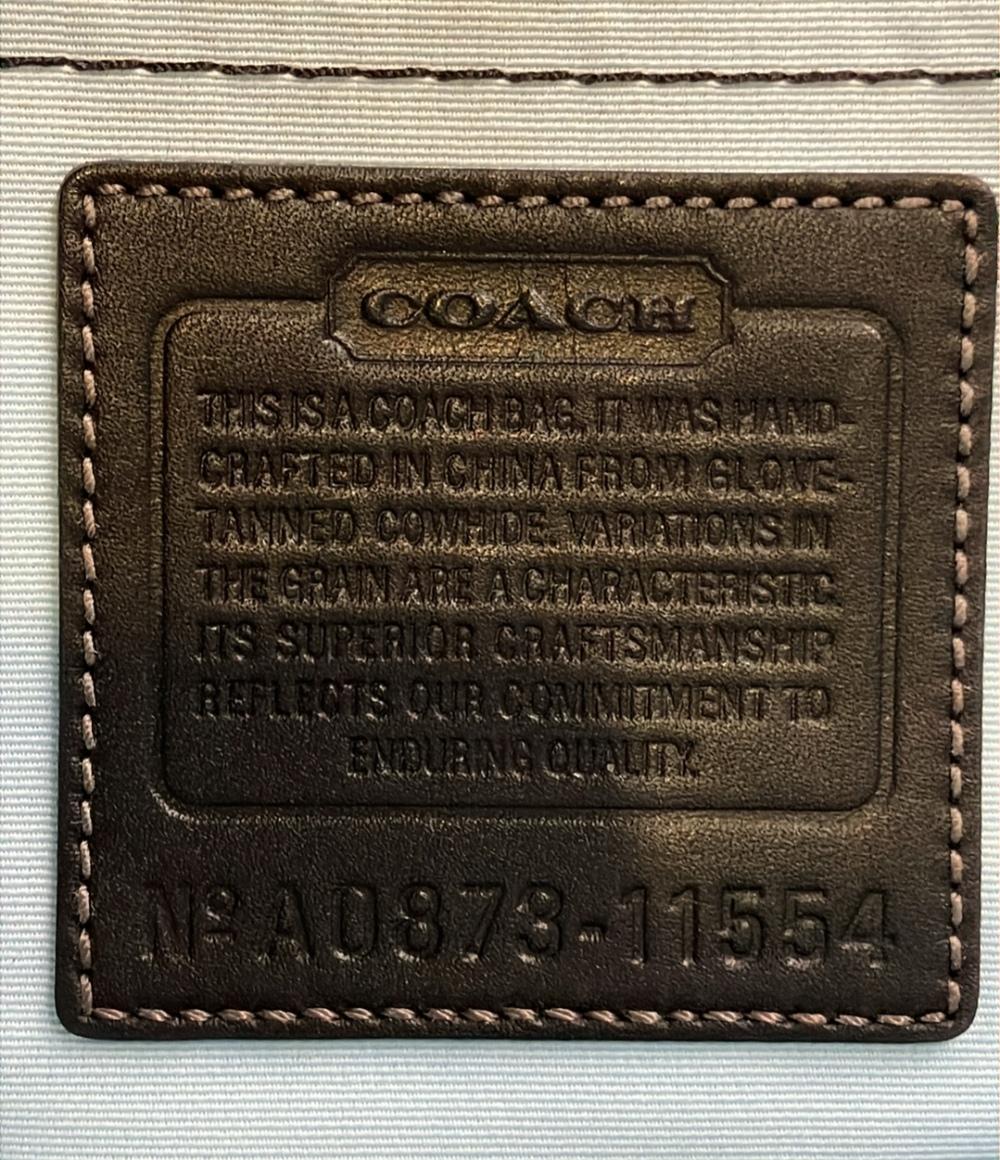 COACH
THIS IS A COACH BAG. IT WAS HAND-
CRAFTED IN CHINA FROM GLOVE-
TANNED COWHIDE. VARIATIONS IN
THE GRAIN ARE A CHARACTERISTIC.
ITS SUPERIOR CRAFTSMANSHIP
REFLECTS OUR COMMITMENT TO
ENDURING QUALITY.
Nº A0873-11554